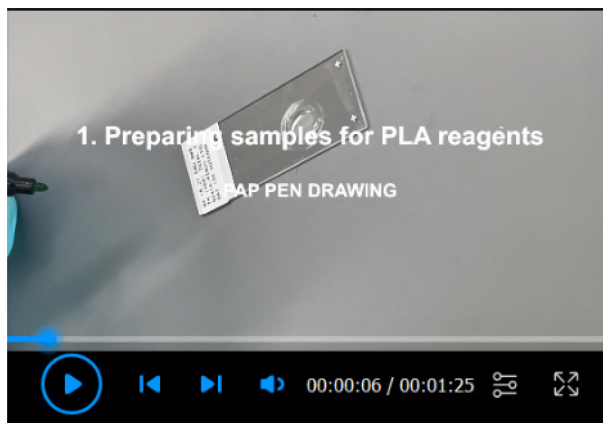 1. Preparing samples for PLA reagents
PAP PEN DRAWING
00:00:06 / 00:01:25